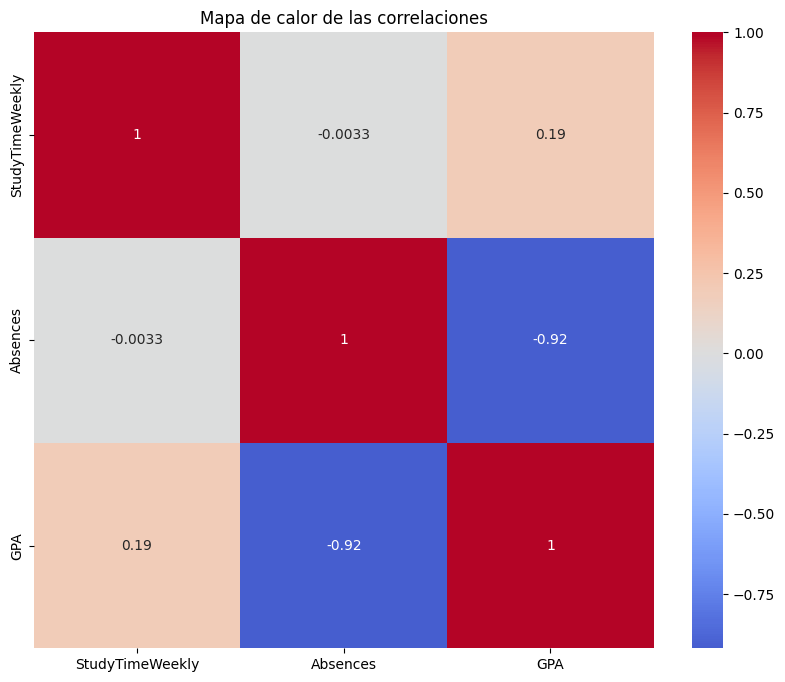 Mapa de calor de las correlaciones
StudyTimeWeekly
1
-0.0033
0.19
Absences
-0.0033
1
-0.92
GPA
0.19
-0.92
1
StudyTimeWeekly
Absences
GPA
1.00
0.75
0.50
0.25
0.00
−0.25
−0.50
−0.75